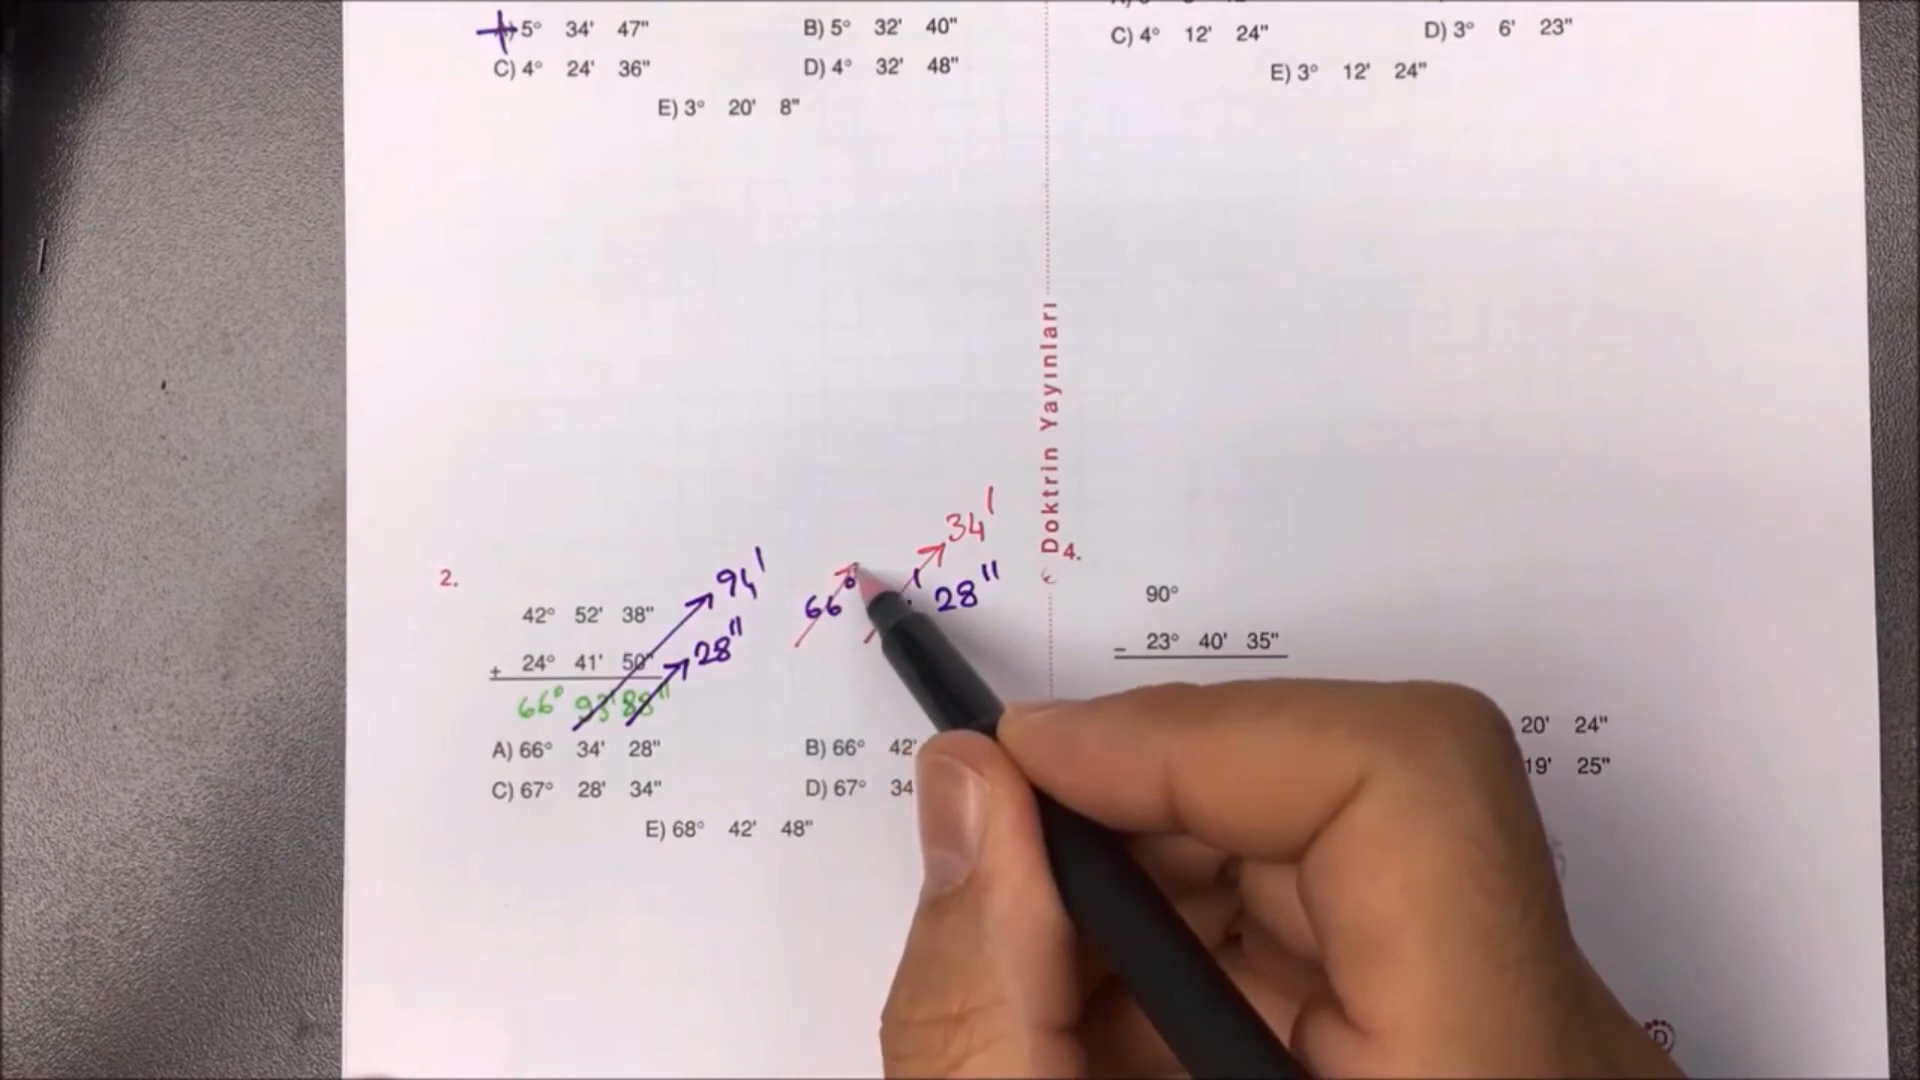 5° 34' 47"
B) 5° 32' 40"
C) 4° 24' 36"
D) 4° 32' 48"
E) 3° 20' 8"
C) 4° 12' 24"
D) 3° 6' 23"
E) 3° 12' 24"
Doktrin Yayınları
2.
42° 52' 38"
+ 24° 41' 50"
66° 93' 88"
94'
28"
66°
' 28"
34'
A) 66° 34' 28"
B) 66° 42'
C) 67° 28' 34"
D) 67° 34
E) 68° 42' 48"
4.
90°
– 23° 40' 35"
20' 24"
19' 25"
D